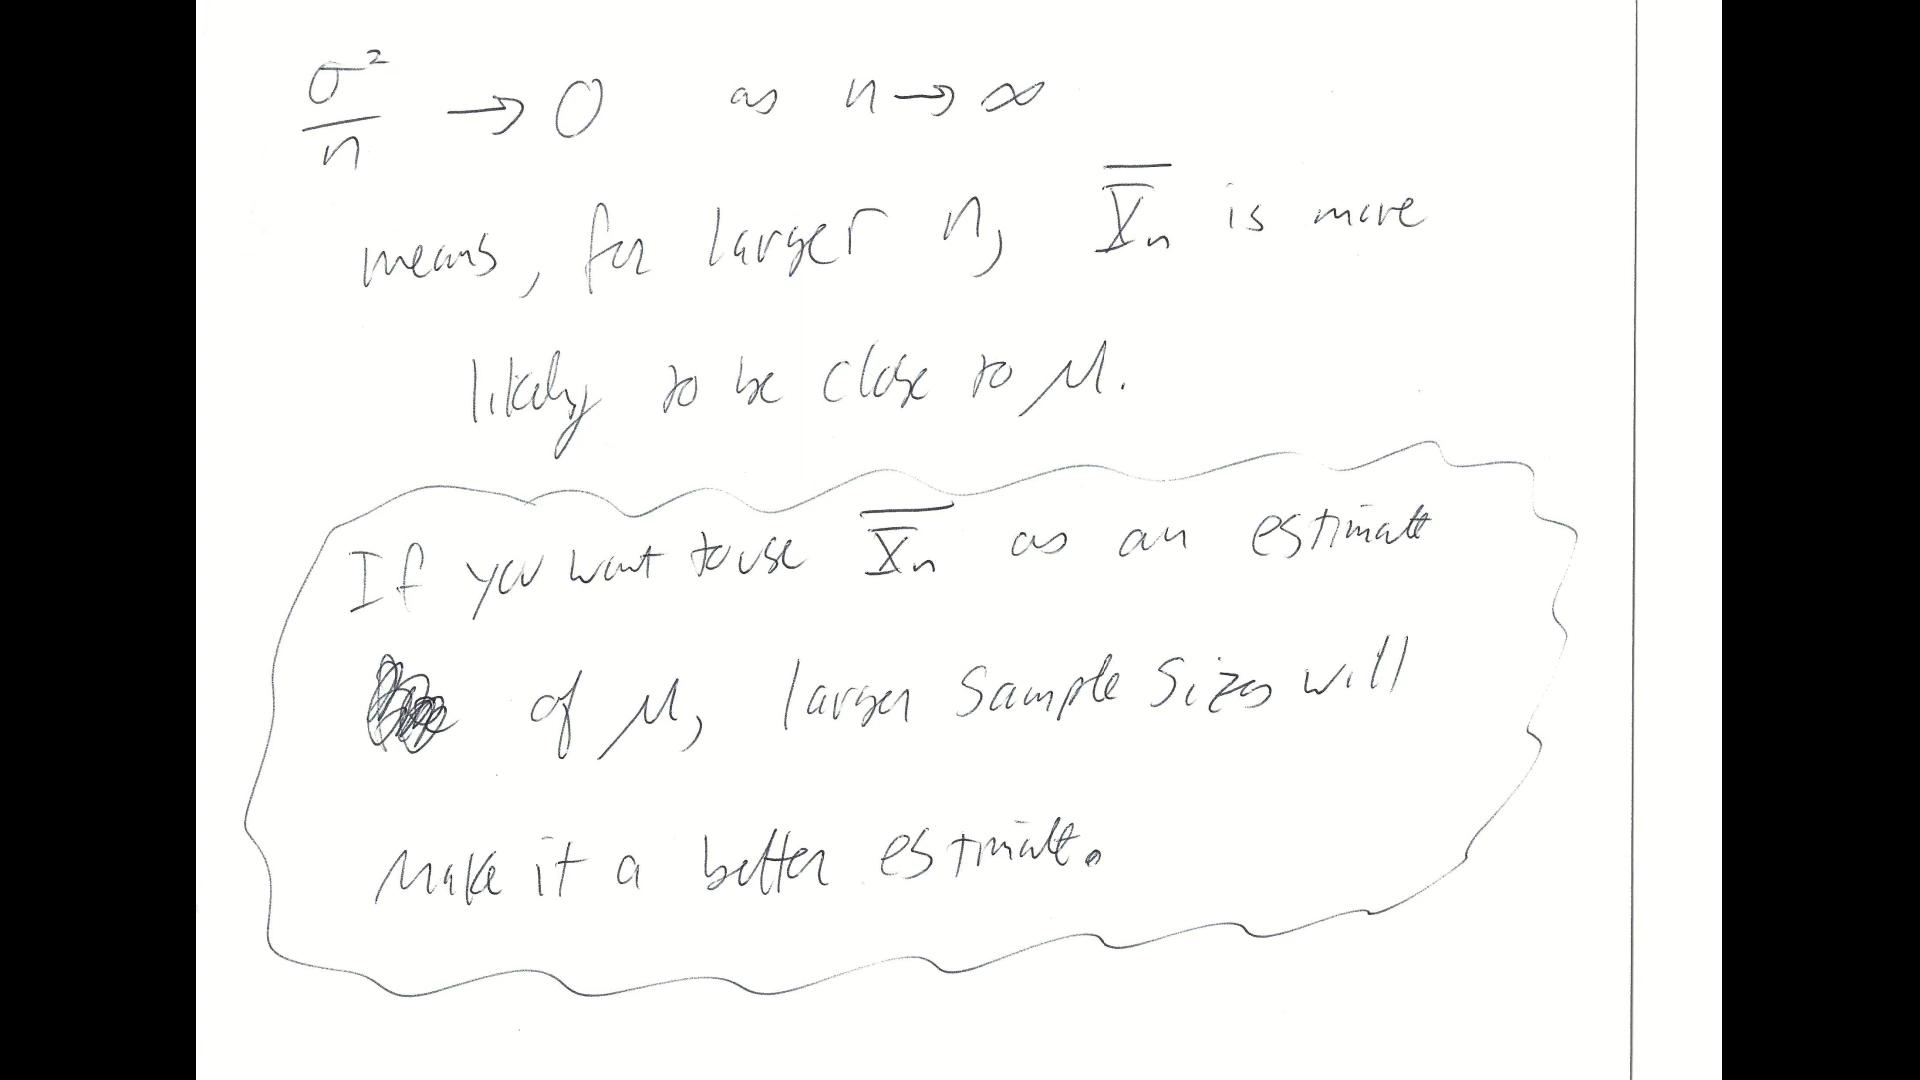 σ²/n → 0 as n → ∞
means, for larger n, X̄ₙ is more
likely to be close to μ.
If you want to use X̄ₙ as an estimate
of μ, larger sample sizes will
make it a better estimate.